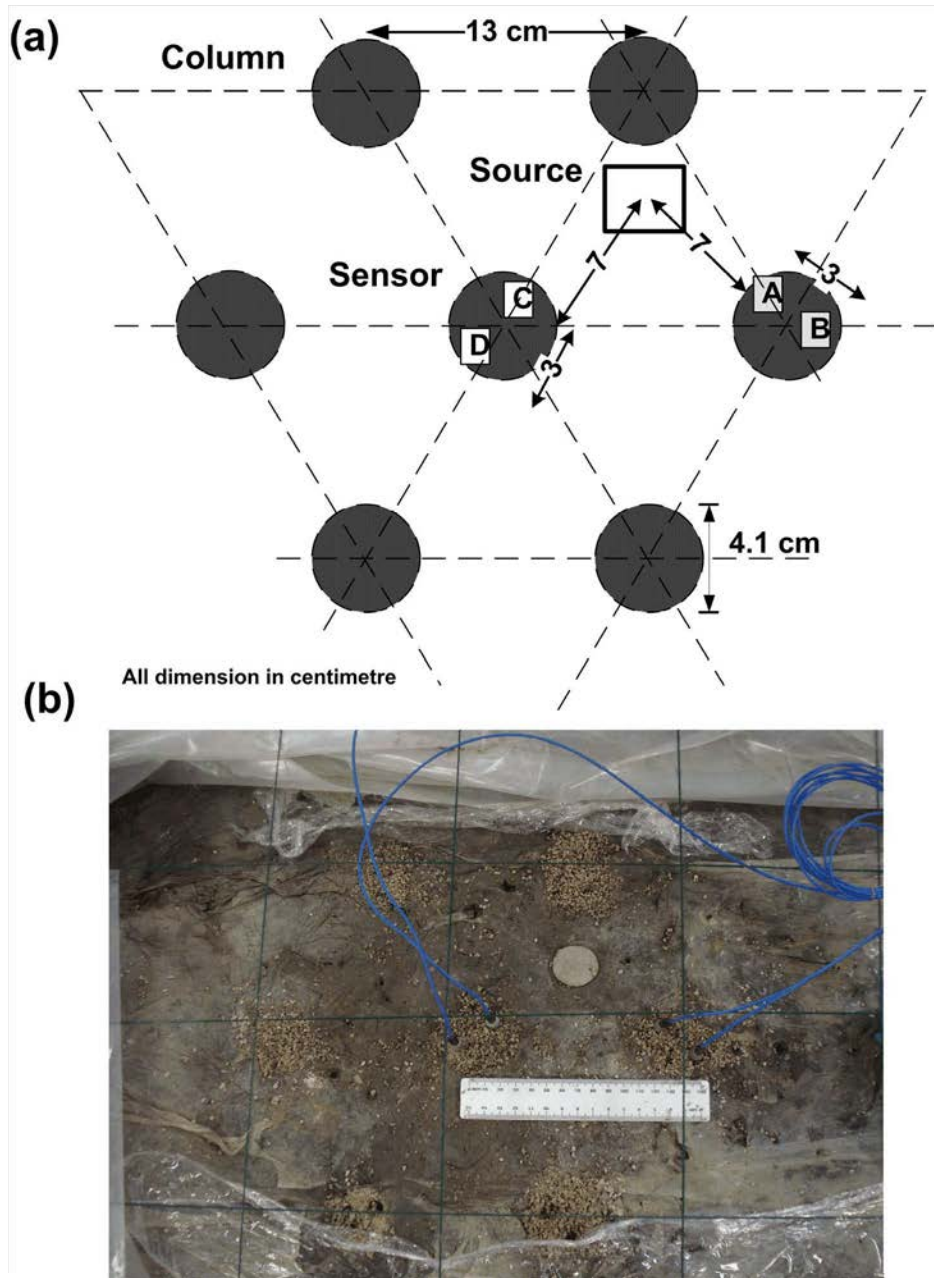 (a)
13 cm
Column
Source
7
7
3
Sensor
A
C
B
D
3
4.1 cm
All dimension in centimetre
(b)